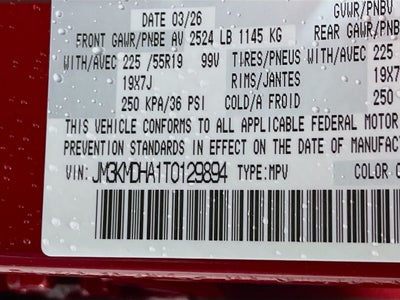 GVWR/PNBV
DATE 03/26
FRONT GAWR/PNBE AV 2524 LB 1145 KG REAR GAWR/PNB
WITH/AVEC 225 /55R19 99V TIRES/PNEUS WITH/AVEC 225
19X7J RIMS/JANTES 19X
250 KPA/36 PSI COLD/A FROID 250
THIS VEHICLE CONFORMS TO ALL APPLICABLE FEDERAL MOTOR
PREVENTION STANDARDS IN EFFECT ON THE DATE OF MANUFACT
VIN: JM3KMDHA1T0129894 TYPE:MPV COLOR